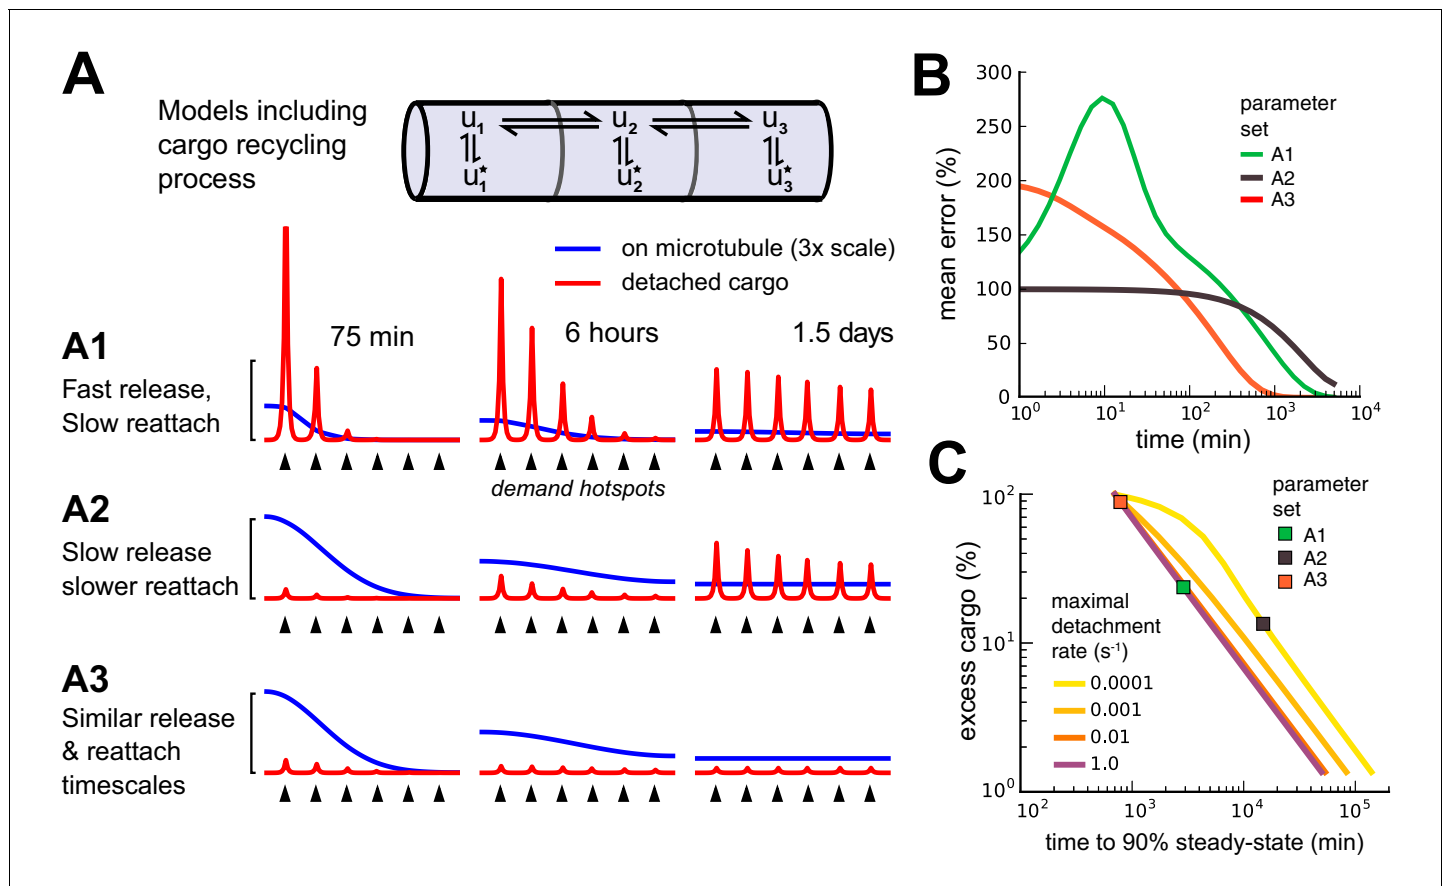 A
Models including
cargo recycling
process
u1 u2 u3
u1* u2* u3*
on microtubule (3x scale)
detached cargo
75 min
6 hours
1.5 days
A1
Fast release,
Slow reattach
demand hotspots
A2
Slow release
slower reattach
A3
Similar release
& reattach
timescales
B
mean error (%)
300
250
200
150
100
50
0
10^0 10^1 10^2 10^3 10^4
time (min)
parameter
set
A1
A2
A3
C
excess cargo (%)
10^2
10^1
10^0
10^2 10^3 10^4 10^5
time to 90% steady-state (min)
parameter
set
A1
A2
A3
maximal
detachment
rate (s^-1)
0.0001
0.001
0.01
1.0